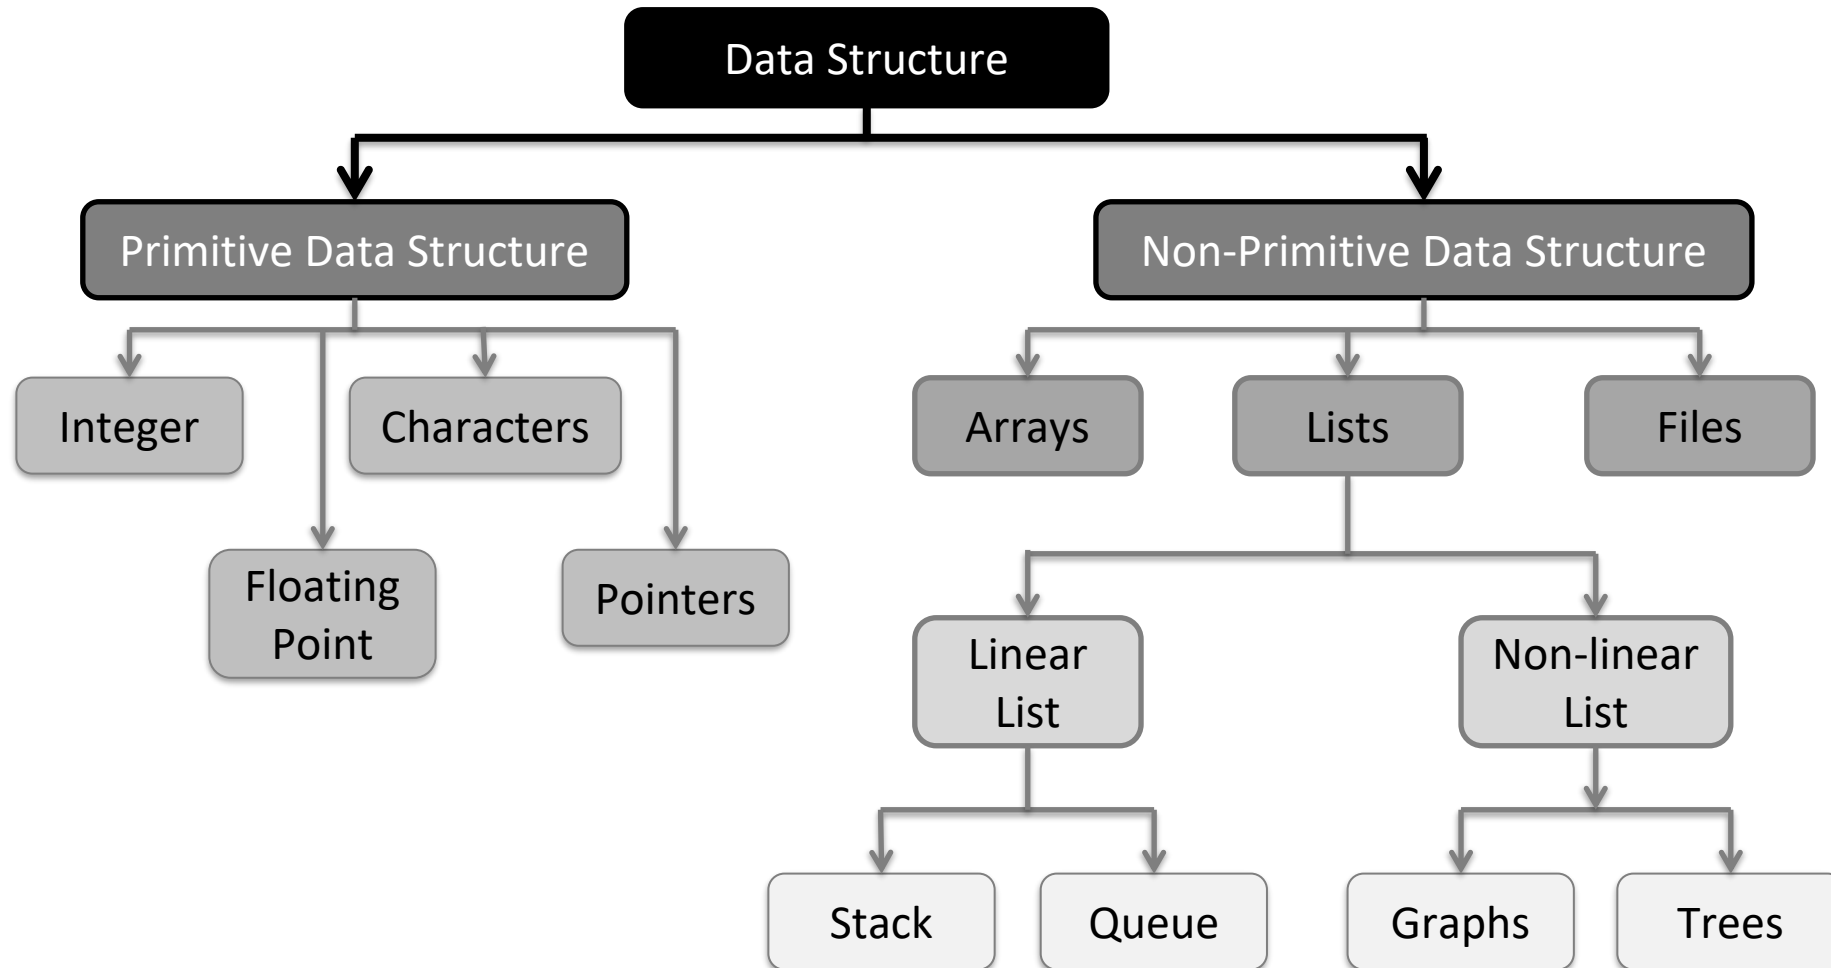 Data Structure
Primitive Data Structure
Non-Primitive Data Structure
Integer
Characters
Arrays
Lists
Files
Floating
Point
Pointers
Linear
List
Non-linear
List
Stack
Queue
Graphs
Trees